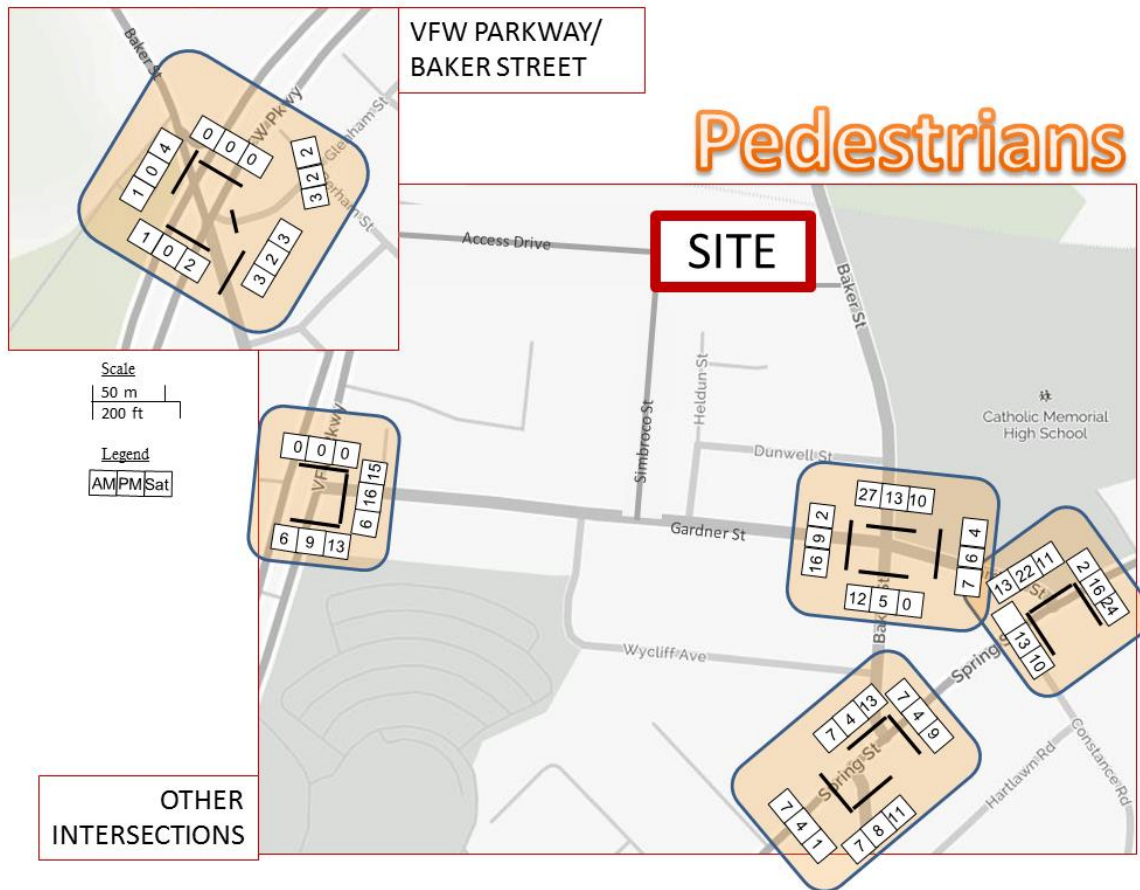 VFW PARKWAY/
BAKER STREET
Pedestrians
Baker St
Pkwy
Glenham St
0 0 0
1 0 4
1 0 2
3 2 2
3 2 3
SITE
Access Drive
Baker St
Heldun St
Simbroco St
Dunwell St
Catholic Memorial
High School
Scale
50 m
200 ft
Legend
AM PM Sat
0 0 0
6 16 15
6 9 13
Gardner St
27 13 10
16 9 2
7 6 4
12 5 0
13 22 11
2 16 24
13 10
Wycliff Ave
Spring
7 4 13
7 4 9
Spring St
7 4 1
7 8 11
Hartlawn Rd
Constance Rd
OTHER
INTERSECTIONS